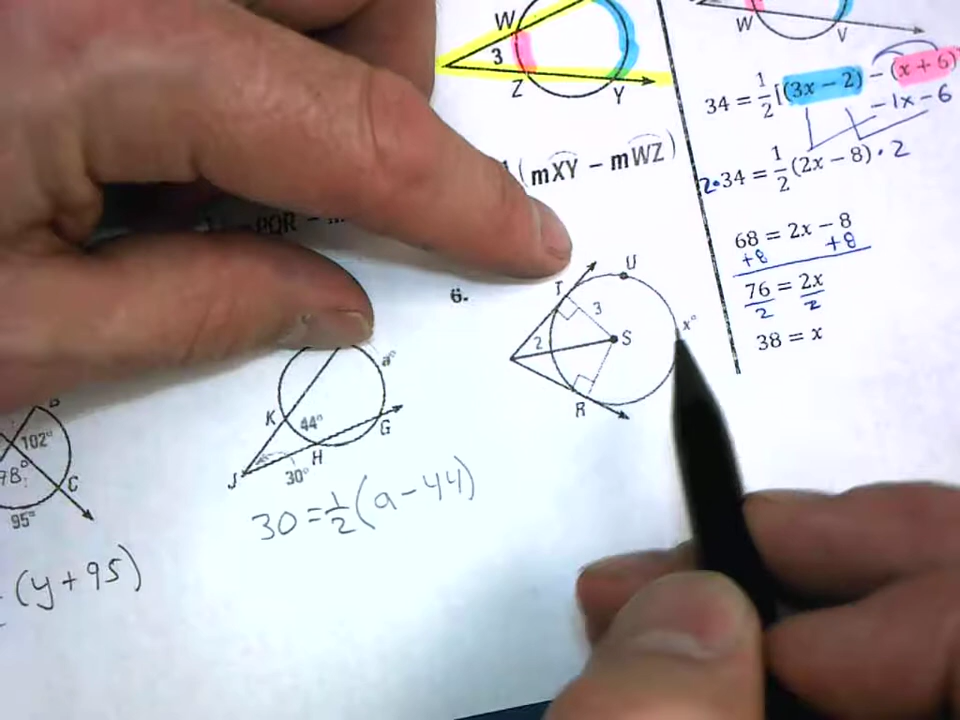 W
3
Z
Y
W
V
34 = 1/2[(3x − 2) − (x + 6)
−1x − 6
(mXY − mWZ)
2•34 = 1/2(2x − 8) • 2
68 = 2x − 8
+8 +8
76 = 2x
2 2
38 = x
6.
T
U
3
2
S
x°
R
K
44°
a°
G
H
J
30°
30 = 1/2(a − 44)
102°
78°
C
95°
(y + 95)